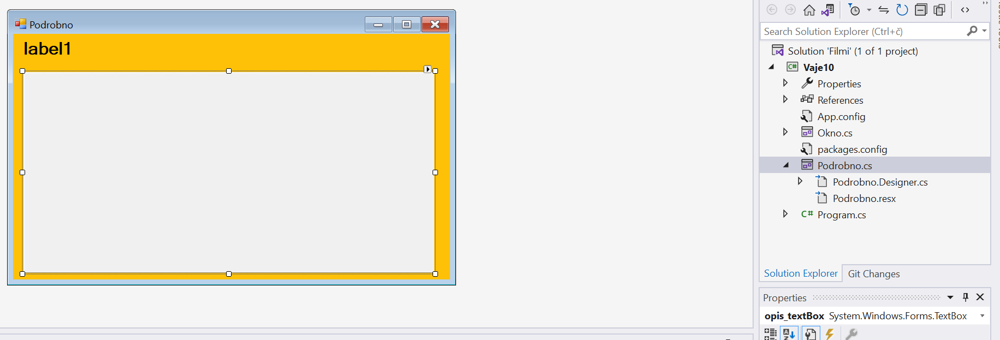 Podrobno
label1
Search Solution Explorer (Ctrl+č)
Solution 'Filmi' (1 of 1 project)
C# Vaje10
Properties
References
App.config
Okno.cs
packages.config
Podrobno.cs
Podrobno.Designer.cs
Podrobno.resx
C# Program.cs
Solution Explorer Git Changes
Properties
opis_textBox System.Windows.Forms.TextBox